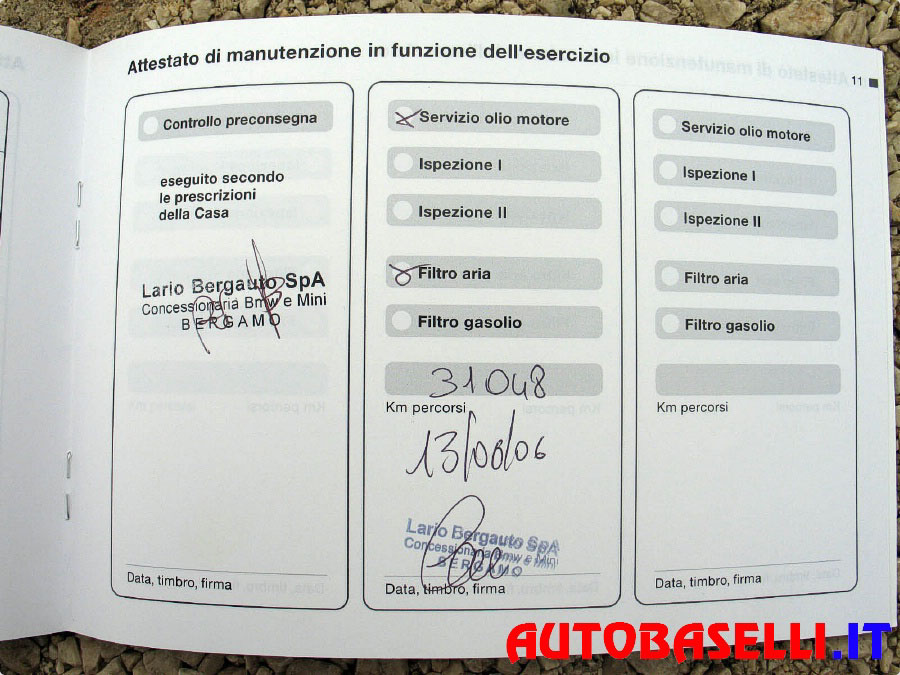 Attestato di manutenzione in funzione dell'esercizio
11
Controllo preconsegna
eseguito secondo
le prescrizioni
della Casa
Lario Bergauto SpA
Concessionaria Bmw e Mini
BERGAMO
Data, timbro, firma
Servizio olio motore
Ispezione I
Ispezione II
Filtro aria
Filtro gasolio
31048
Km percorsi
Lario Bergauto SpA
Concessionaria Bmw e Mini
BERGAMO
Data, timbro, firma
Servizio olio motore
Ispezione I
Ispezione II
Filtro aria
Filtro gasolio
Km percorsi
Data, timbro, firma
AUTOBASELLI.IT